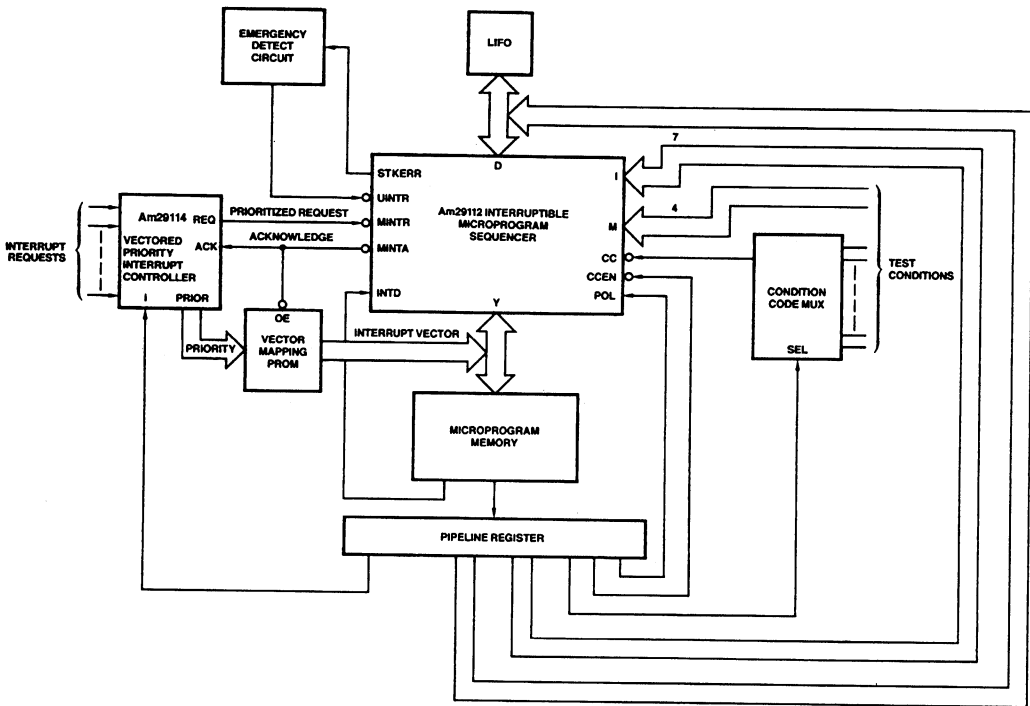 EMERGENCY
DETECT
CIRCUIT
LIFO
D
STKERR
UINTR
MINTR
MINTA
INTD
Am29112 INTERRUPTIBLE
MICROPROGRAM
SEQUENCER
I
M
CC
CCEN
POL
Y
7
4
INTERRUPT
REQUESTS
Am29114
REQ
ACK
VECTORED
PRIORITY
INTERRUPT
CONTROLLER
I
PRIOR
PRIORITIZED REQUEST
ACKNOWLEDGE
PRIORITY
OE
VECTOR
MAPPING
PROM
INTERRUPT VECTOR
CONDITION
CODE MUX
SEL
TEST
CONDITIONS
MICROPROGRAM
MEMORY
PIPELINE REGISTER